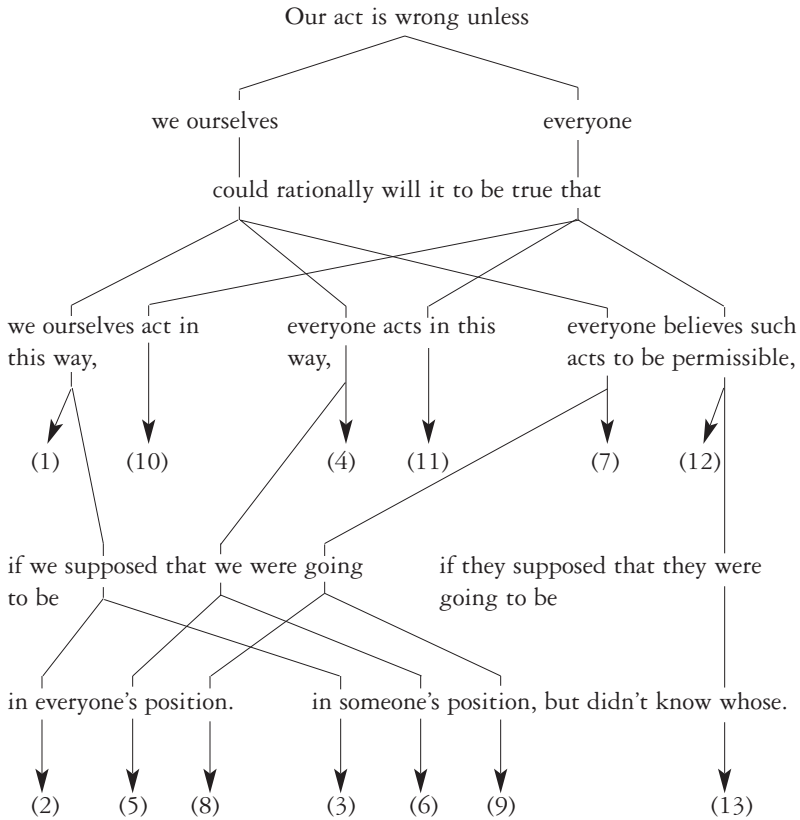 Our act is wrong unless
we ourselves everyone
could rationally will it to be true that
we ourselves act in everyone acts in this everyone believes such
this way, way, acts to be permissible,
(1) (10) (4) (11) (7) (12)
if we supposed that we were going if they supposed that they were
to be going to be
in everyone's position. in someone's position, but didn't know whose.
(2) (5) (8) (3) (6) (9) (13)